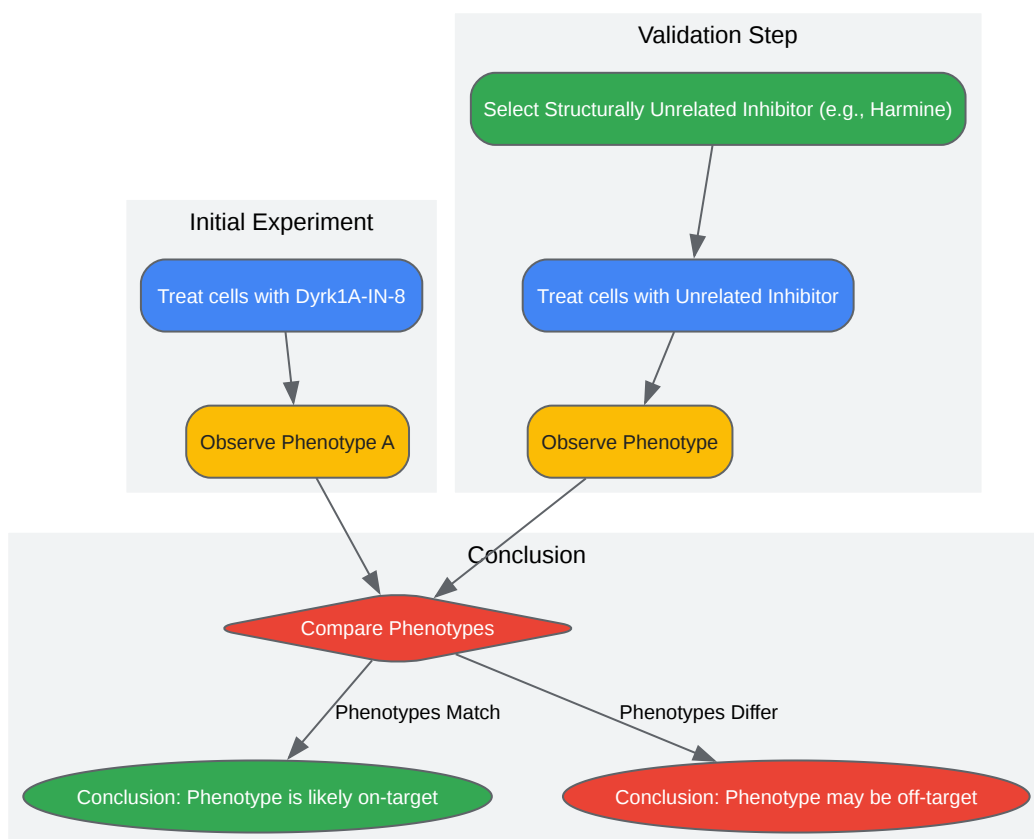 Validation Step
Select Structurally Unrelated Inhibitor (e.g., Harmine)
Initial Experiment
Treat cells with Dyrk1A-IN-8
Treat cells with Unrelated Inhibitor
Observe Phenotype A
Observe Phenotype
Conclusion
Compare Phenotypes
Phenotypes Match
Phenotypes Differ
Conclusion: Phenotype is likely on-target
Conclusion: Phenotype may be off-target